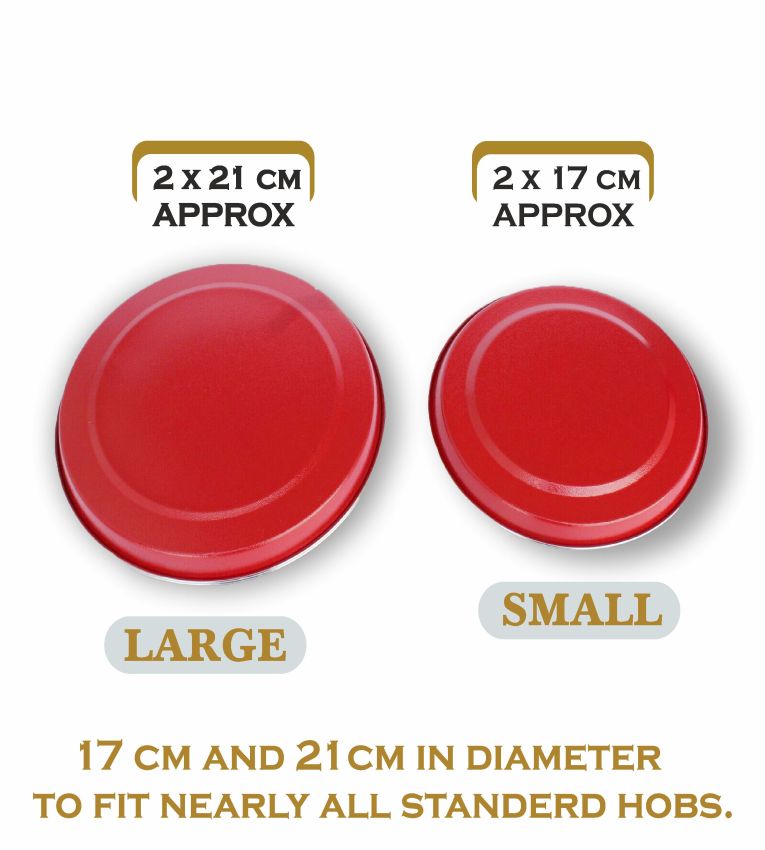 2 X 21 CM
APPROX
2 X 17 CM
APPROX
LARGE
SMALL
17 CM AND 21CM IN DIAMETER
TO FIT NEARLY ALL STANDERD HOBS.